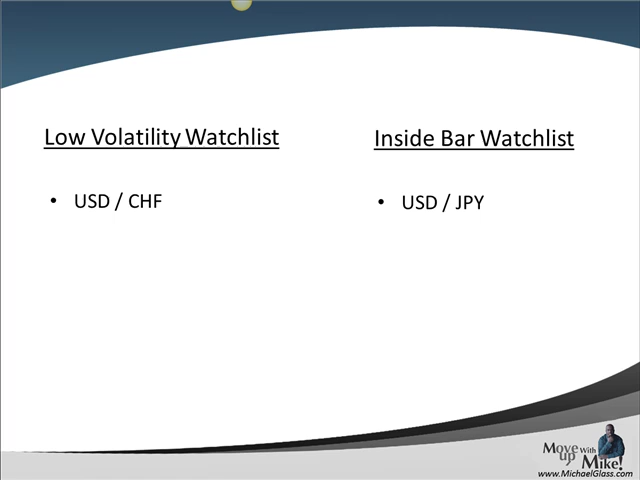 Low Volatility Watchlist
• USD / CHF
Inside Bar Watchlist
• USD / JPY
Move up With Mike!
www.MichaelGlass.com